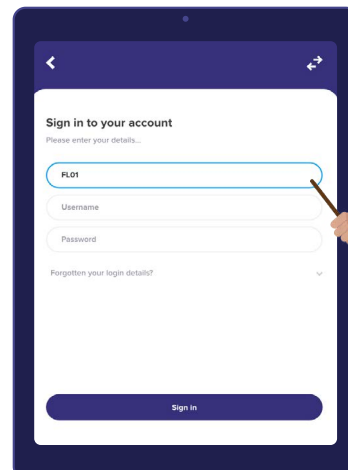 Sign in to your account
Please enter your details...
FL01
Username
Password
Forgotten your login details?
Sign in